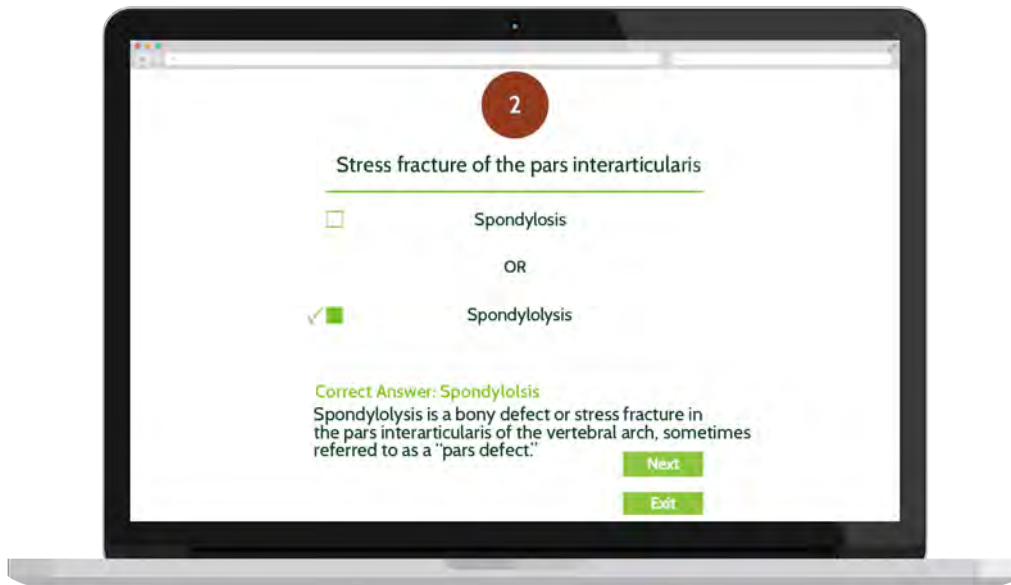 2
Stress fracture of the pars interarticularis
Spondylosis
OR
Spondylolysis
Correct Answer: Spondylolsis
Spondylolysis is a bony defect or stress fracture in
the pars interarticularis of the vertebral arch, sometimes
referred to as a "pars defect."
Next
Exit